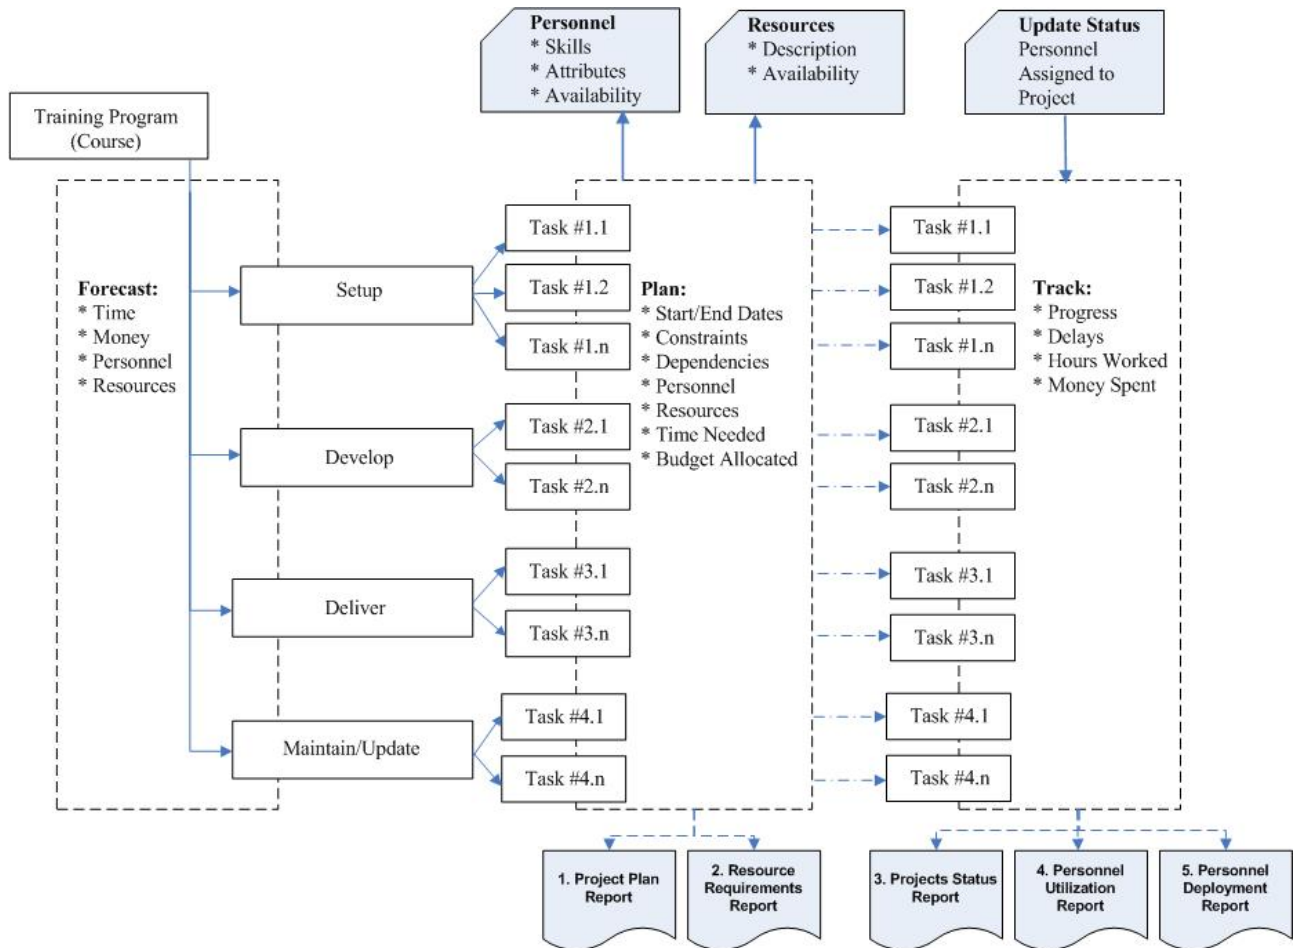 Personnel
* Skills
* Attributes
* Availability
Resources
* Description
* Availability
Update Status
Personnel
Assigned to
Project
Training Program
(Course)
Forecast:
* Time
* Money
* Personnel
* Resources
Setup
Develop
Deliver
Maintain/Update
Task #1.1
Task #1.2
Task #1.n
Task #2.1
Task #2.n
Task #3.1
Task #3.n
Task #4.1
Task #4.n
Plan:
* Start/End Dates
* Constraints
* Dependencies
* Personnel
* Resources
* Time Needed
* Budget Allocated
Task #1.1
Task #1.2
Task #1.n
Task #2.1
Task #2.n
Task #3.1
Task #3.n
Task #4.1
Task #4.n
Track:
* Progress
* Delays
* Hours Worked
* Money Spent
1. Project Plan
Report
2. Resource
Requirements
Report
3. Projects Status
Report
4. Personnel
Utilization
Report
5. Personnel
Deployment
Report